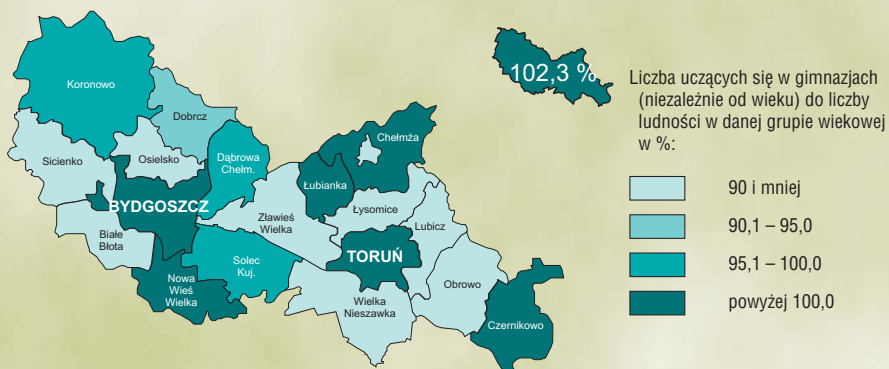 Koronowo
Dobrcz
Sicienko
Osielsko
Dąbrowa
Chełm.
BYDGOSZCZ
Białe
Błota
Nowa
Wieś
Wielka
Solec
Kuj.
Zławieś
Wielka
Łubianka
Chełmża
Łysomice
Lubicz
TORUŃ
Wielka
Nieszawka
Obrowo
Czernikowo
102,3 %
Liczba uczących się w gimnazjach
(niezależnie od wieku) do liczby
ludności w danej grupie wiekowej
w %:
90 i mniej
90,1 – 95,0
95,1 – 100,0
powyżej 100,0